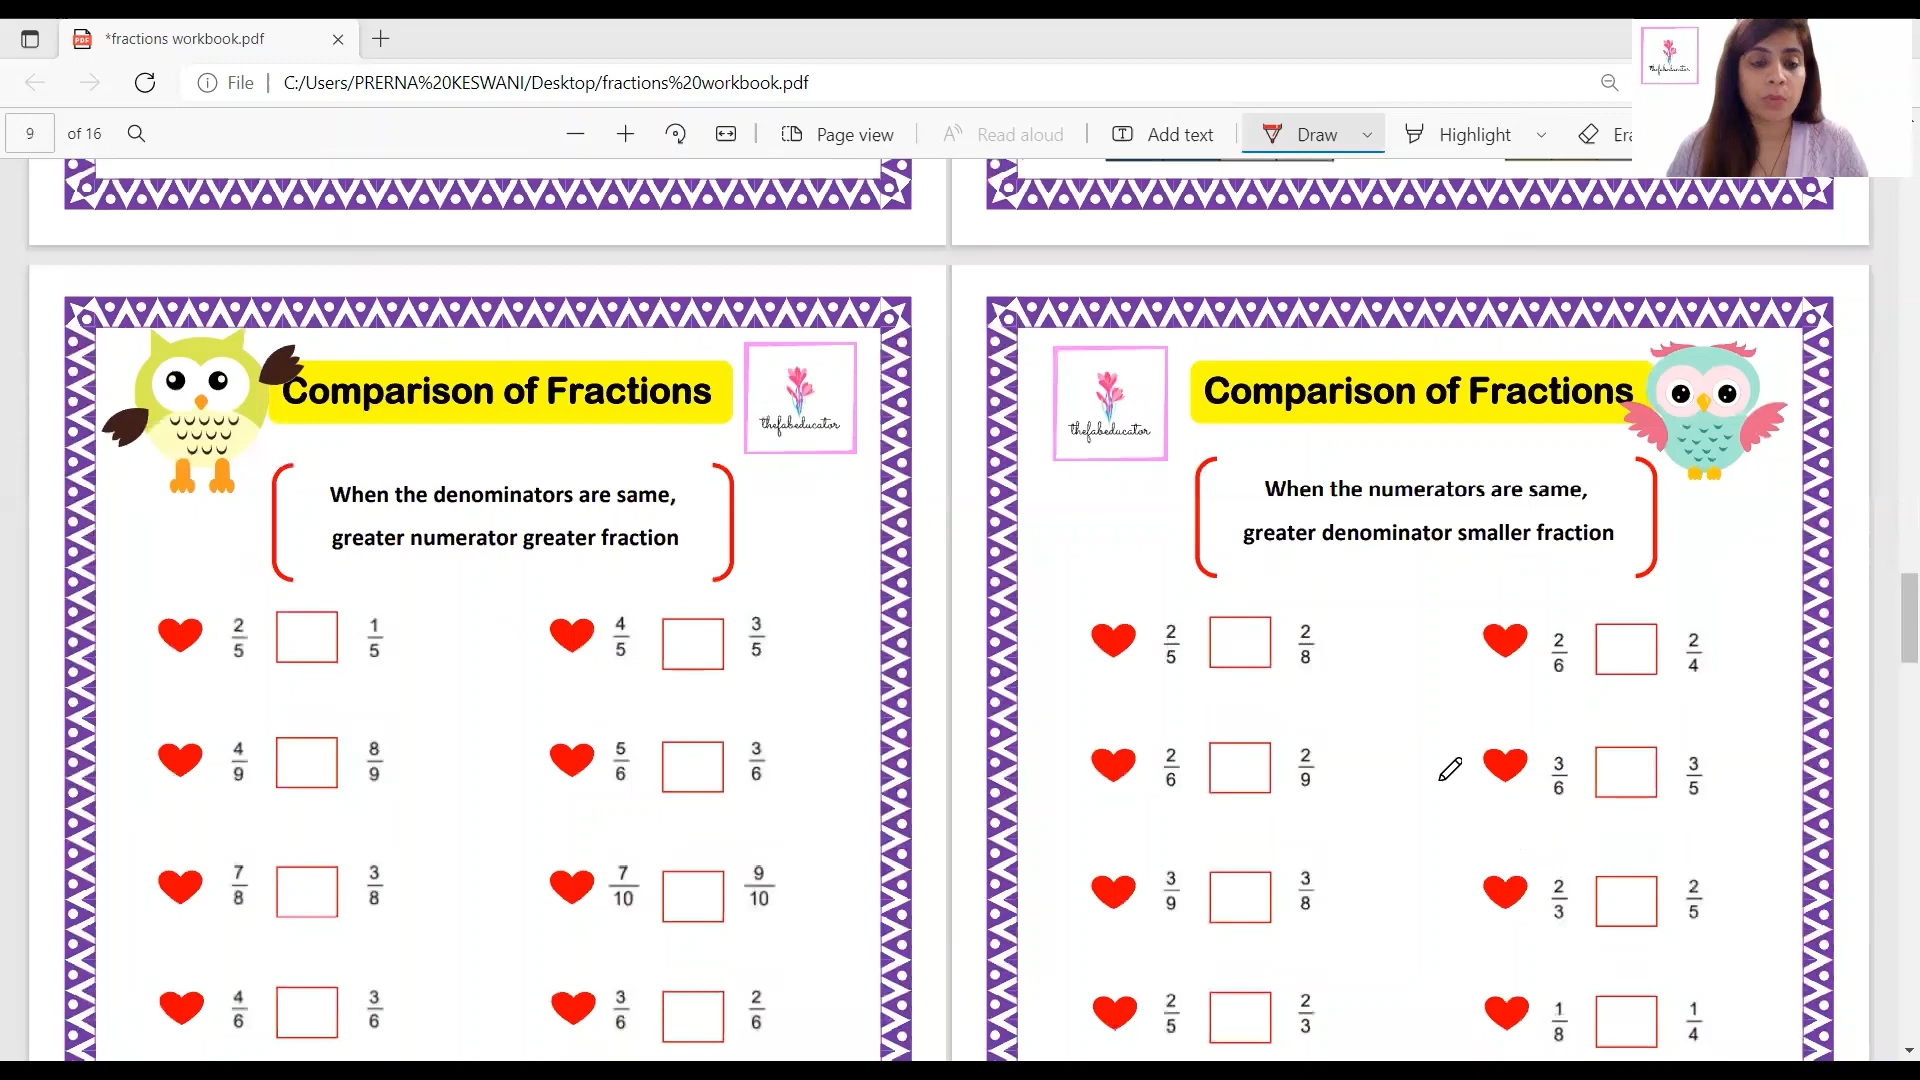 *fractions workbook.pdf
File
C:/Users/PRERNA%20KESWANI/Desktop/fractions%20workbook.pdf
9 of 16
Page view
Read aloud
Add text
Draw
Highlight
Era
thefabeducator
Comparison of Fractions
thefabeducator
When the denominators are same,
greater numerator greater fraction
2/5 1/5 4/5 3/5
4/9 8/9 5/6 3/6
7/8 3/8 7/10 9/10
4/6 3/6 3/6 2/6
thefabeducator
Comparison of Fractions
When the numerators are same,
greater denominator smaller fraction
2/5 2/8 2/6 2/4
2/6 2/9 3/6 3/5
3/9 3/8 2/3 2/5
2/5 2/3 1/8 1/4